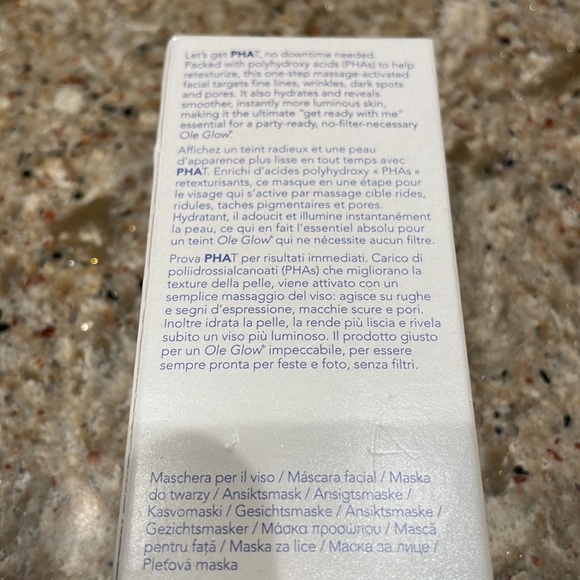 Let's get PHAT, no downtime needed.
Packed with polyhydroxy acids (PHAs) to help
retexturize, this one-step massage-activated
facial targets fine lines, wrinkles, dark spots
and pores. It also hydrates and reveals
smoother, instantly more luminous skin,
making it the ultimate "get ready with me"
essential for a party-ready, no-filter-necessary
Ole Glow®.
Affichez un teint radieux et une peau
d'apparence plus lisse en tout temps avec
PHAT. Enrichi d'acides polyhydroxy « PHAs »
retexturisants, ce masque en une étape pour
le visage qui s'active par massage cible rides,
ridules, taches pigmentaires et pores.
Hydratant, il adoucit et illumine instantanément
la peau, ce qui en fait l'essentiel absolu pour
un teint Ole Glow® qui ne nécessite aucun filtre.
Prova PHAT per risultati immediati. Carico di
poliidrossialcanoati (PHAs) che migliorano la
texture della pelle, viene attivato con un
semplice massaggio del viso: agisce su rughe
e segni d'espressione, macchie scure e pori.
Inoltre idrata la pelle, la rende più liscia e rivela
subito un viso più luminoso. Il prodotto giusto
per un Ole Glow® impeccabile, per essere
sempre pronta per feste e foto, senza filtri.
Maschera per il viso / Máscara facial / Maska
do twarzy / Ansiktsmask / Ansigtsmaske /
Kasvomaski / Gesichtsmaske / Ansiktsmaske /
Gezichtsmasker / Μάσκα προσώπου / Mască
pentru față / Maska za lice / Маска за лице /
Pleťová maska